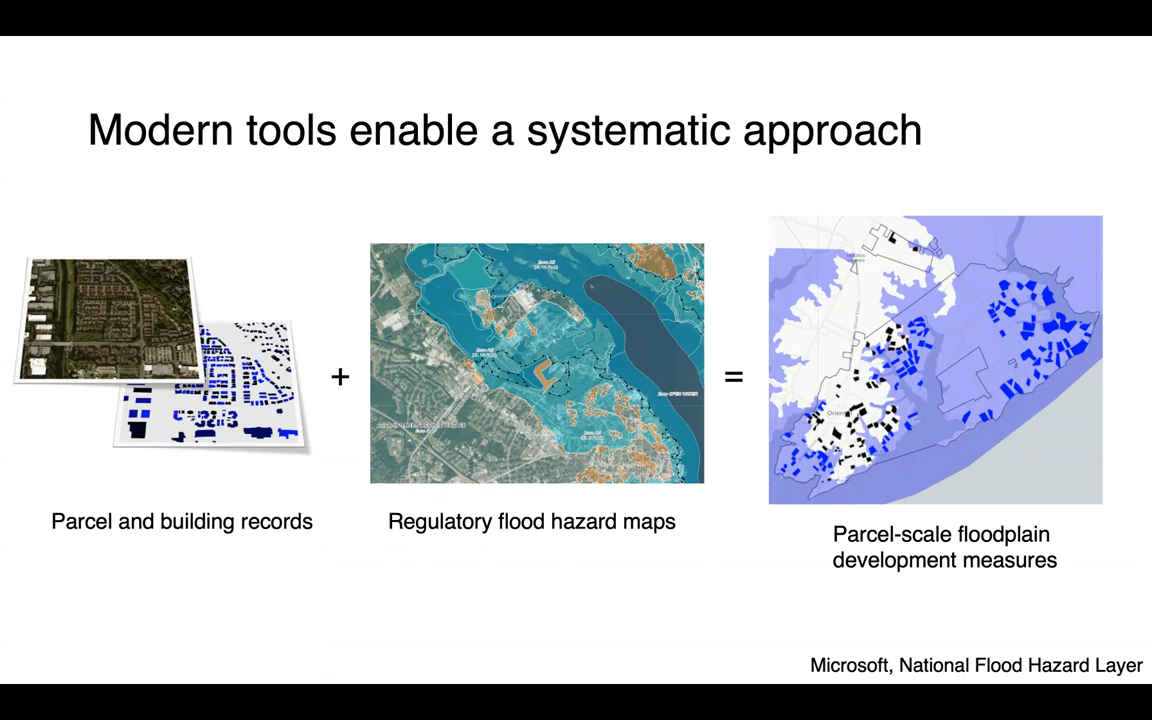 Modern tools enable a systematic approach
+
=
Orient
Parcel and building records
Regulatory flood hazard maps
Parcel-scale floodplain
development measures
Microsoft, National Flood Hazard Layer